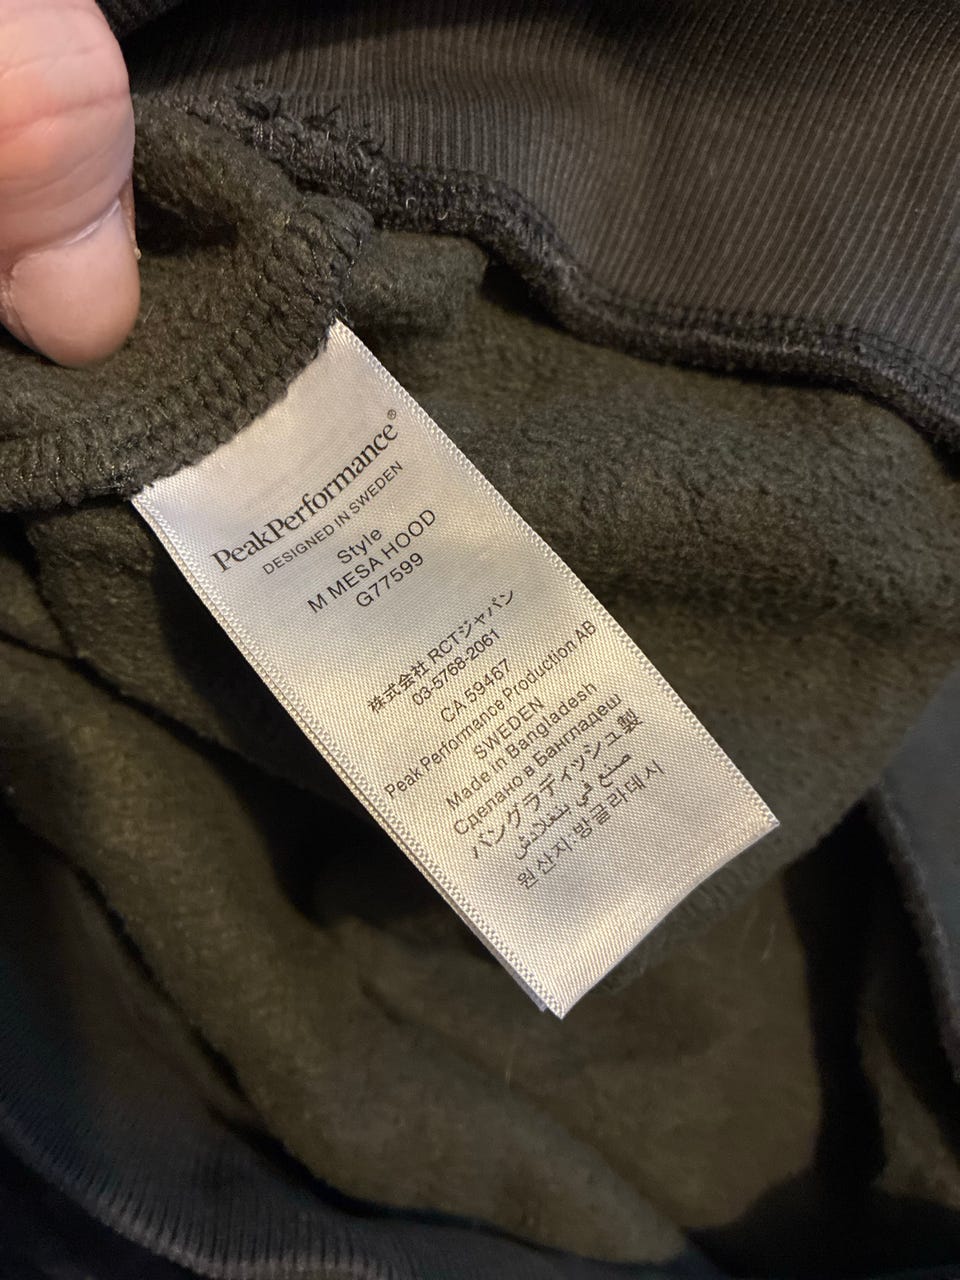 PeakPerformance®
DESIGNED IN SWEDEN
Style
M MESA HOOD
G77599
株式会社 RCTジャパン
03-5768-2061
CA 59467
Peak Performance Production AB
SWEDEN
Made in Bangladesh
Сделано в Бангладеш
バングラディッシュ製
صنع في بنغلاديش
원산지:방글라데시